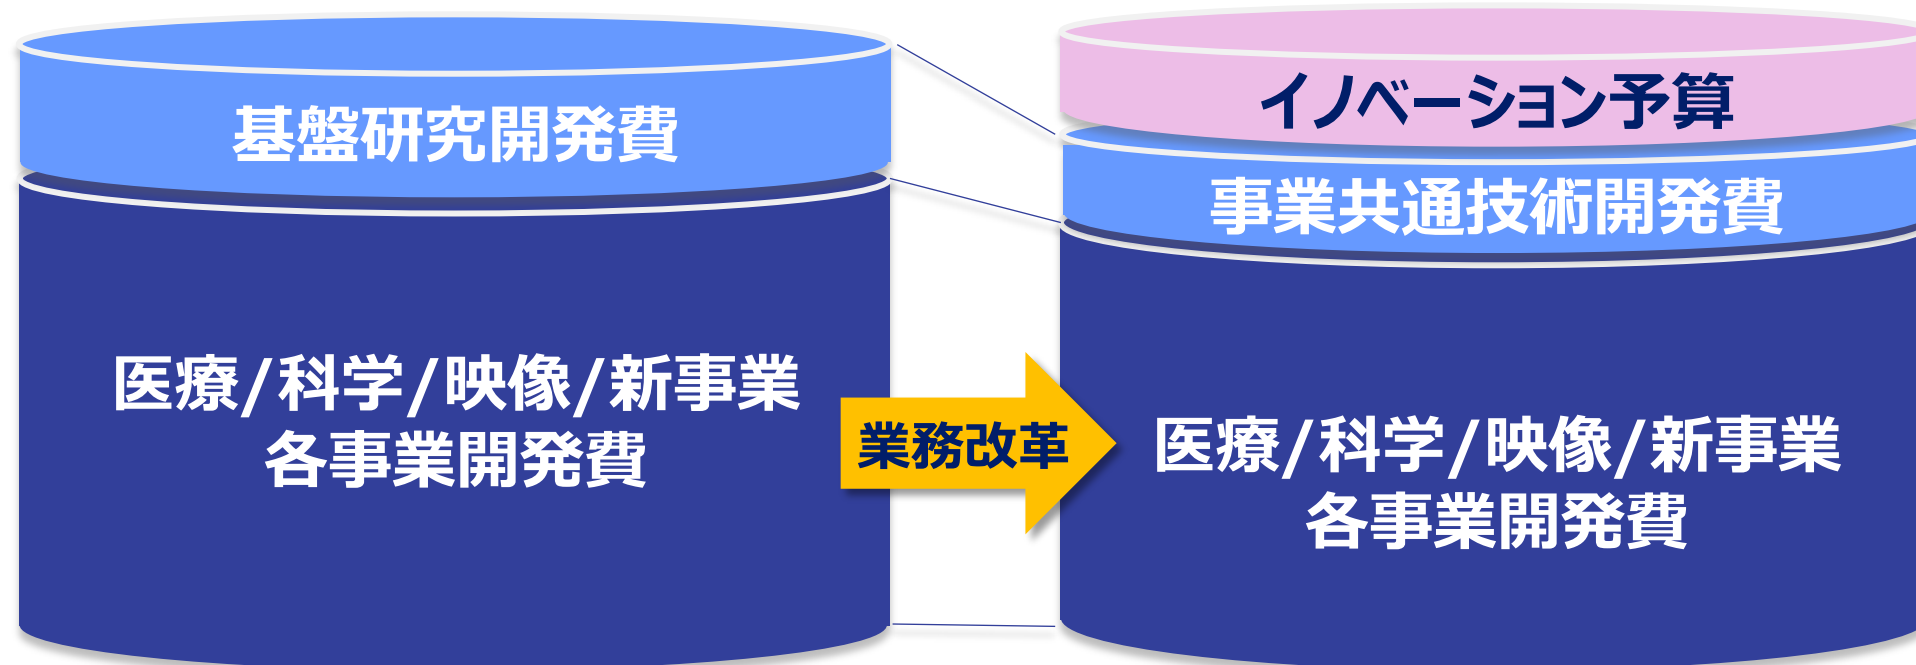 基盤研究開発費
医療/科学/映像/新事業
各事業開発費
業務改革
イノベーション予算
事業共通技術開発費
医療/科学/映像/新事業
各事業開発費